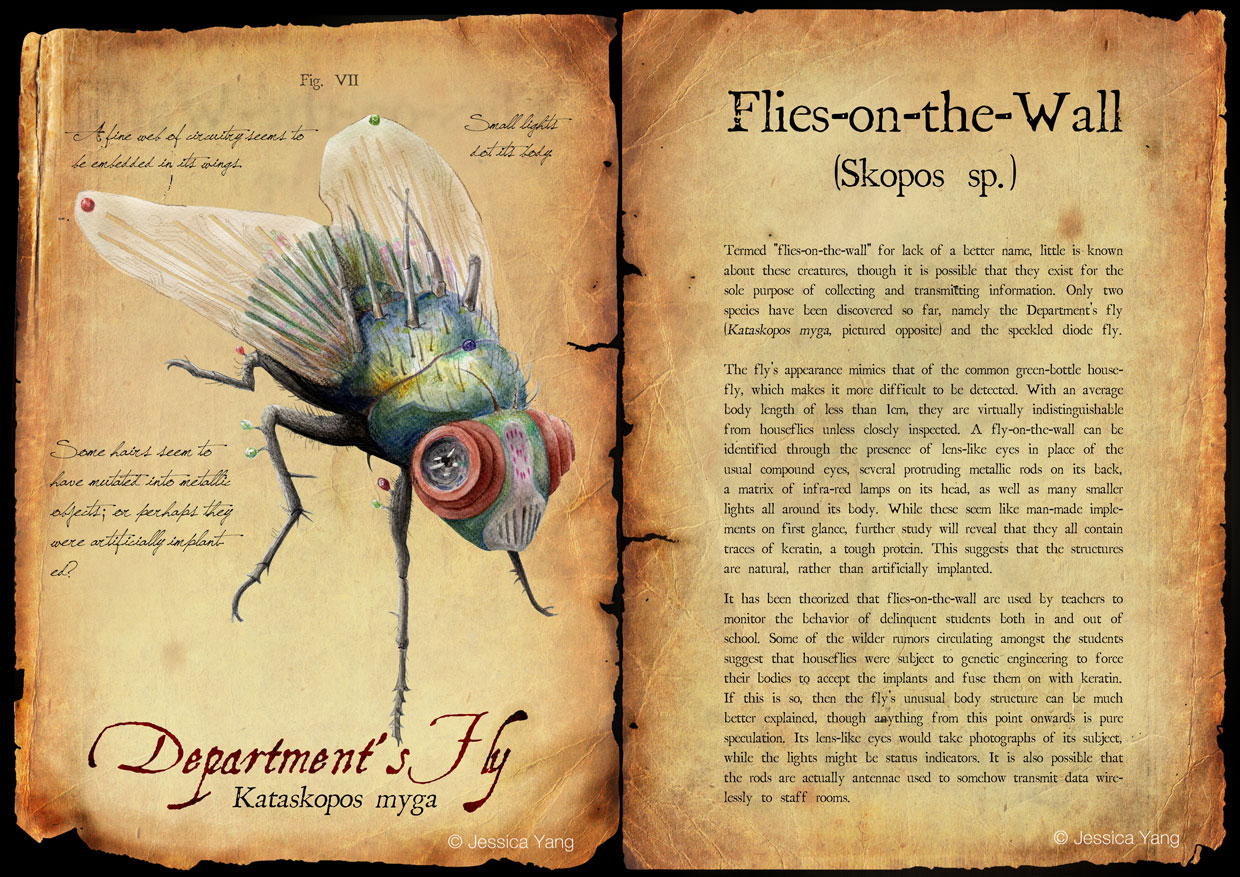 Fig. VII
A fine web of circuitry seems to
be embedded in its wings.
Small lights
dot its body.
Some hairs seem to
have mutated into metallic
objects; or perhaps they
were artificially implant-
ed?
Department's Fly
Kataskopos myga
© Jessica Yang
Flies-on-the-Wall
(Skopos sp.)
Termed "flies-on-the-wall" for lack of a better name, little is known
about these creatures, though it is possible that they exist for the
sole purpose of collecting and transmitting information. Only two
species have been discovered so far, namely the Department's fly
(Kataskopos myga, pictured opposite) and the speckled diode fly.
The fly's appearance mimics that of the common green-bottle house-
fly, which makes it more difficult to be detected. With an average
body length of less than 1cm, they are virtually indistinguishable
from houseflies unless closely inspected. A fly-on-the-wall can be
identified through the presence of lens-like eyes in place of the
usual compound eyes, several protruding metallic rods on its back,
a matrix of infra-red lamps on its head, as well as many smaller
lights all around its body. While these seem like man-made imple-
ments on first glance, further study will reveal that they all contain
traces of keratin, a tough protein. This suggests that the structures
are natural, rather than artificially implanted.
It has been theorized that flies-on-the-wall are used by teachers to
monitor the behavior of delinquent students both in and out of
school. Some of the wilder rumors circulating amongst the students
suggest that houseflies were subject to genetic engineering to force
their bodies to accept the implants and fuse them on with keratin.
If this is so, then the fly's unusual body structure can be much
better explained, though anything from this point onwards is pure
speculation. Its lens-like eyes would take photographs of its subject,
while the lights might be status indicators. It is also possible that
the rods are actually antennae used to somehow transmit data wire-
lessly to staff rooms.
© Jessica Yang